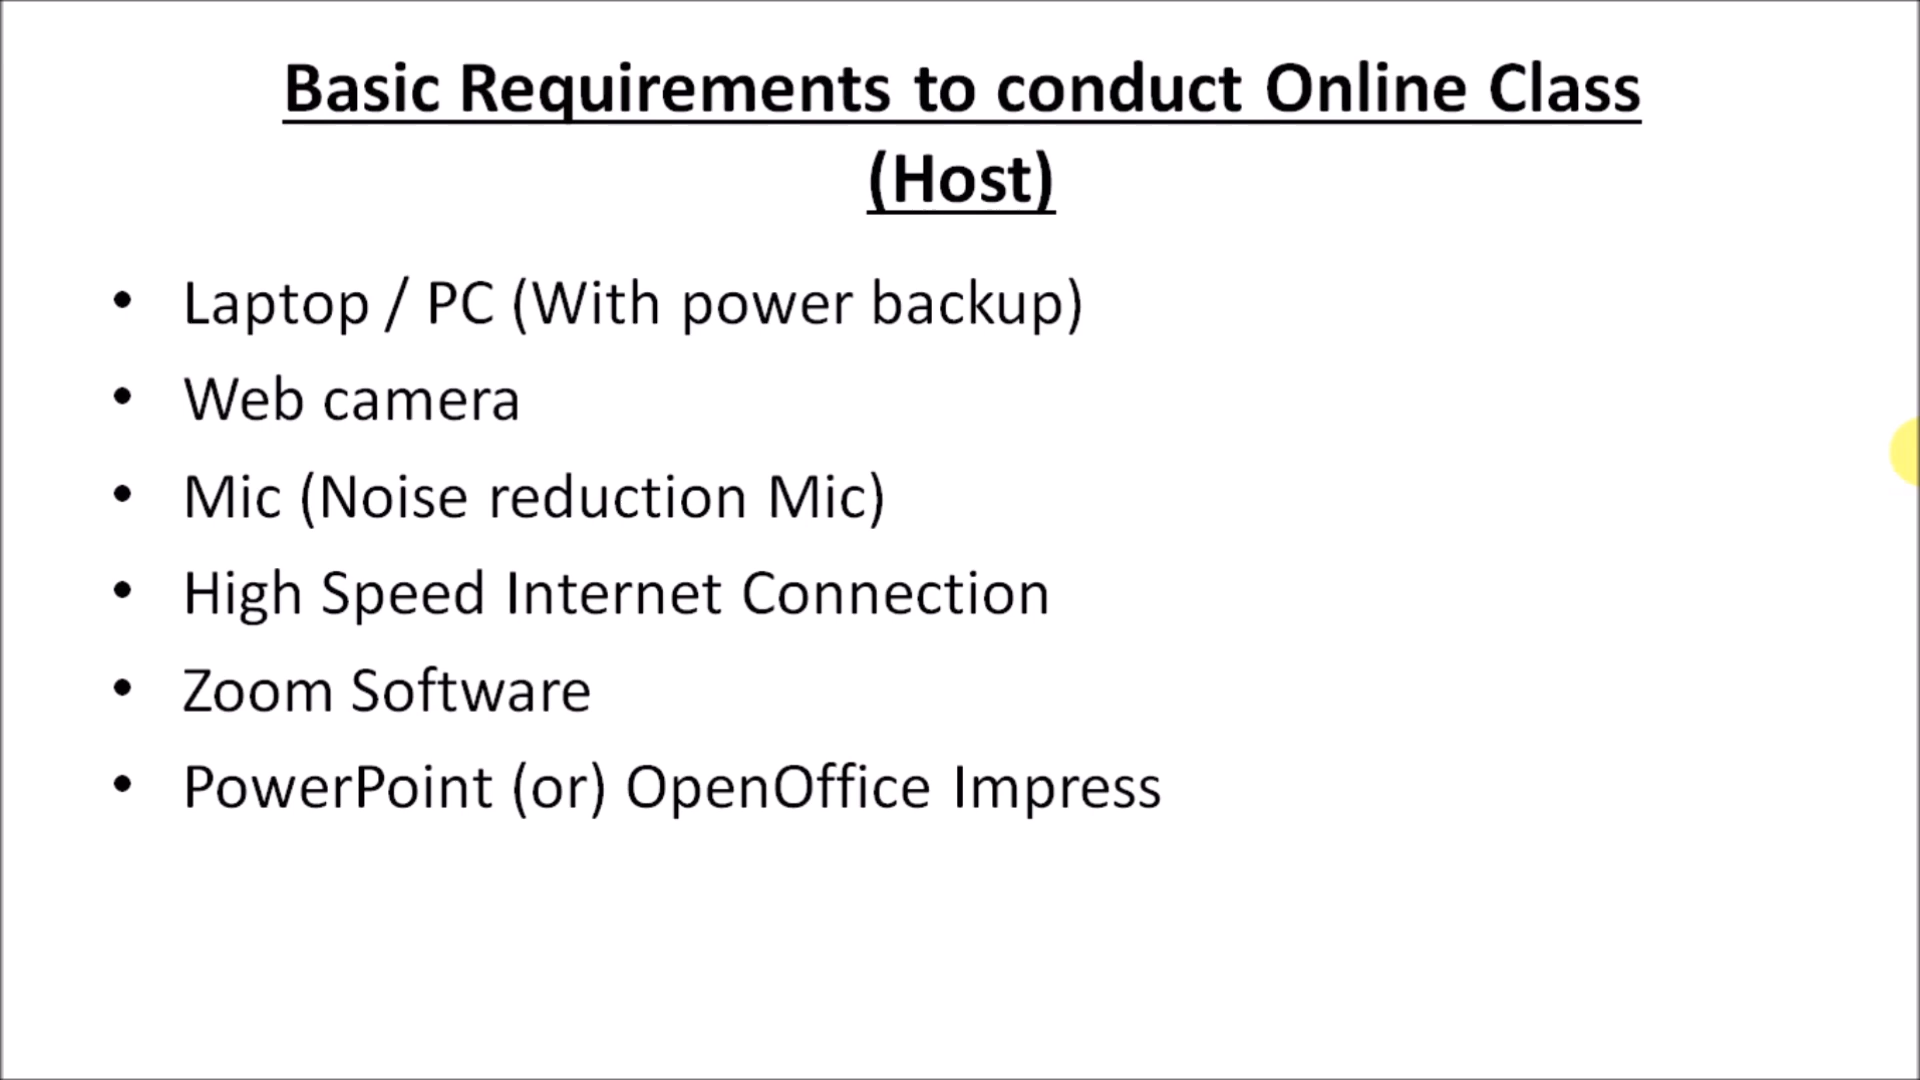 Basic Requirements to conduct Online Class
(Host)
• Laptop / PC (With power backup)
• Web camera
• Mic (Noise reduction Mic)
• High Speed Internet Connection
• Zoom Software
• PowerPoint (or) OpenOffice Impress